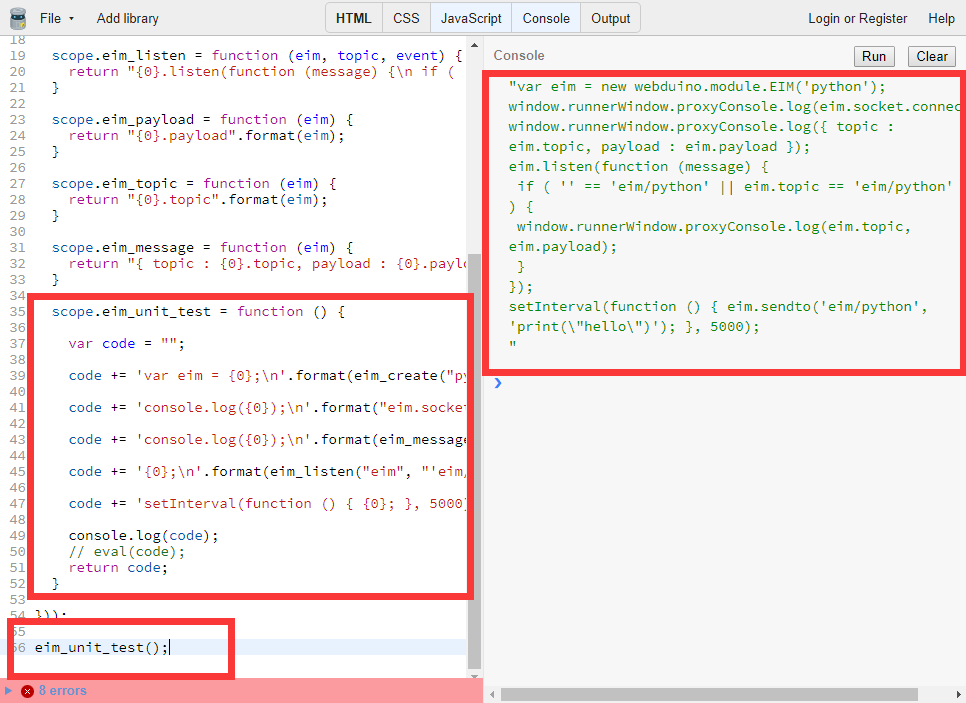 File Add library HTML CSS JavaScript Console Output Login or Register Help
18
19 scope.eim_listen = function (eim, topic, event) {
20 return "{0}.listen(function (message) {\n if (
21 }
22
23 scope.eim_payload = function (eim) {
24 return "{0}.payload".format(eim);
25 }
26
27 scope.eim_topic = function (eim) {
28 return "{0}.topic".format(eim);
29 }
30
31 scope.eim_message = function (eim) {
32 return "{ topic : {0}.topic, payload : {0}.paylo
33 }
34
35 scope.eim_unit_test = function () {
36
37 var code = "";
38
39 code += 'var eim = {0};\n'.format(eim_create("py
40
41 code += 'console.log({0});\n'.format("eim.socket
42
43 code += 'console.log({0});\n'.format(eim_message
44
45 code += '{0};\n'.format(eim_listen("eim", "'eim/
46
47 code += 'setInterval(function () { {0}; }, 5000)
48
49 console.log(code);
50 // eval(code);
51 return code;
52 }
53
54 }));
55
56 eim_unit_test();
8 errors
Console Run Clear
"var eim = new webduino.module.EIM('python');
window.runnerWindow.proxyConsole.log(eim.socket.connec
window.runnerWindow.proxyConsole.log({ topic :
eim.topic, payload : eim.payload });
eim.listen(function (message) {
if ( '' == 'eim/python' || eim.topic == 'eim/python'
) {
window.runnerWindow.proxyConsole.log(eim.topic,
eim.payload);
}
});
setInterval(function () { eim.sendto('eim/python',
'print(\"hello\")'); }, 5000);
"